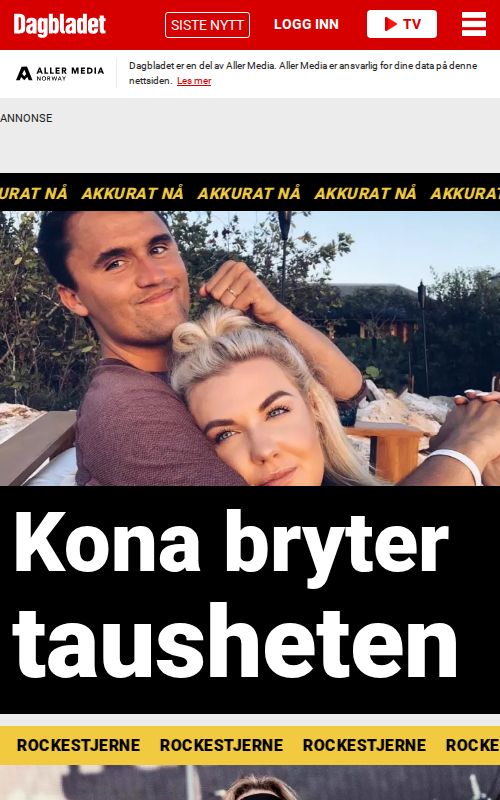 Dagbladet
SISTE NYTT
LOGG INN
TV
ALLER MEDIA
NORWAY
Dagbladet er en del av Aller Media. Aller Media er ansvarlig for dine data på denne
nettsiden. Les mer
ANNONSE
URAT NÅ AKKURAT NÅ AKKURAT NÅ AKKURAT NÅ AKKURAT
Kona bryter
tausheten
ROCKESTJERNE ROCKESTJERNE ROCKESTJERNE ROCKE